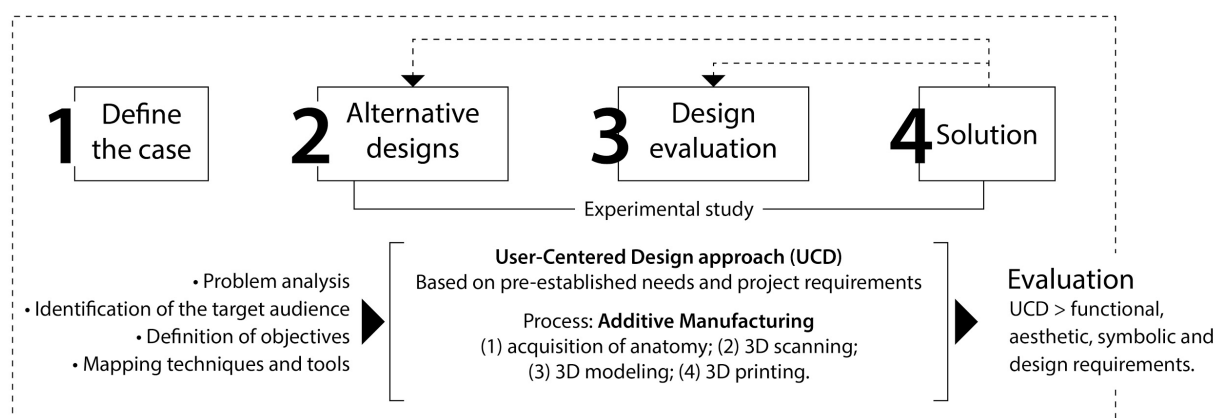 1 Define
the case
2 Alternative
designs
3 Design
evaluation
4 Solution
Experimental study
• Problem analysis
• Identification of the target audience
• Definition of objectives
• Mapping techniques and tools
User-Centered Design approach (UCD)
Based on pre-established needs and project requirements
Process: Additive Manufacturing
(1) acquisition of anatomy; (2) 3D scanning;
(3) 3D modeling; (4) 3D printing.
Evaluation
UCD > functional,
aesthetic, symbolic and
design requirements.